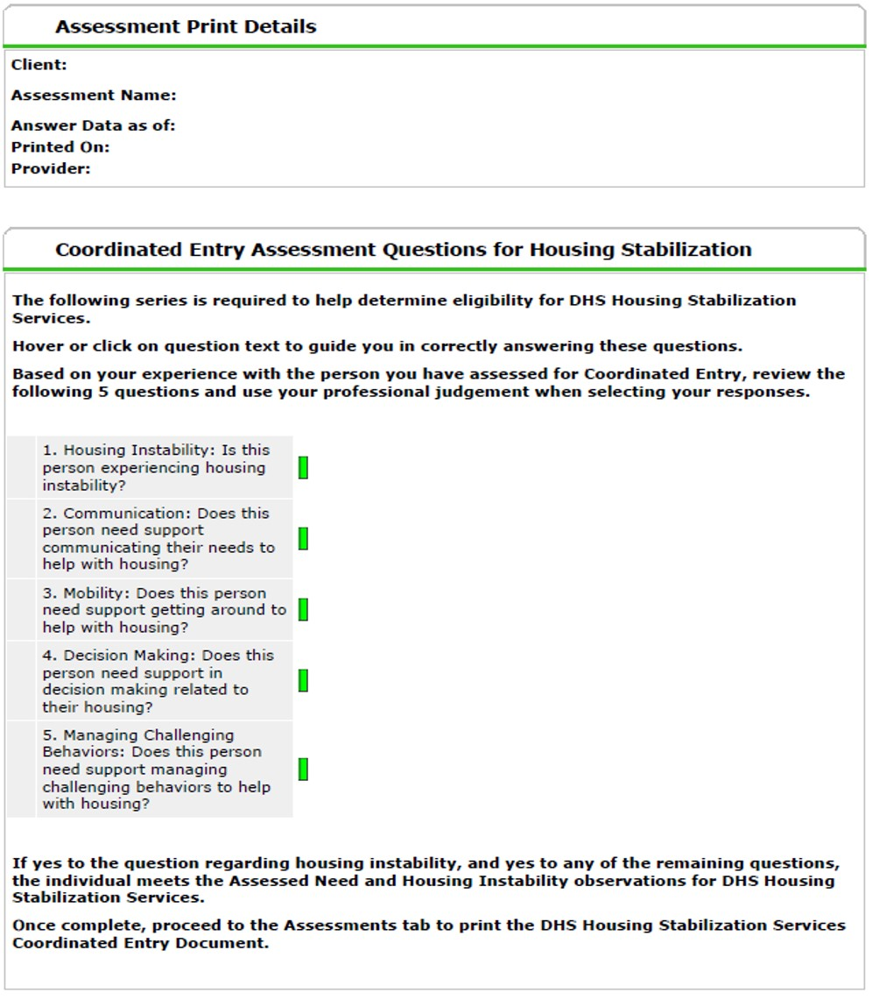 Assessment Print Details
Client:
Assessment Name:
Answer Data as of:
Printed On:
Provider:
Coordinated Entry Assessment Questions for Housing Stabilization
The following series is required to help determine eligibility for DHS Housing Stabilization
Services.
Hover or click on question text to guide you in correctly answering these questions.
Based on your experience with the person you have assessed for Coordinated Entry, review the
following 5 questions and use your professional judgement when selecting your responses.
1. Housing Instability: Is this
person experiencing housing
instability?
2. Communication: Does this
person need support
communicating their needs to
help with housing?
3. Mobility: Does this person
need support getting around to
help with housing?
4. Decision Making: Does this
person need support in
decision making related to
their housing?
5. Managing Challenging
Behaviors: Does this person
need support managing
challenging behaviors to help
with housing?
If yes to the question regarding housing instability, and yes to any of the remaining questions,
the individual meets the Assessed Need and Housing Instability observations for DHS Housing
Stabilization Services.
Once complete, proceed to the Assessments tab to print the DHS Housing Stabilization Services
Coordinated Entry Document.